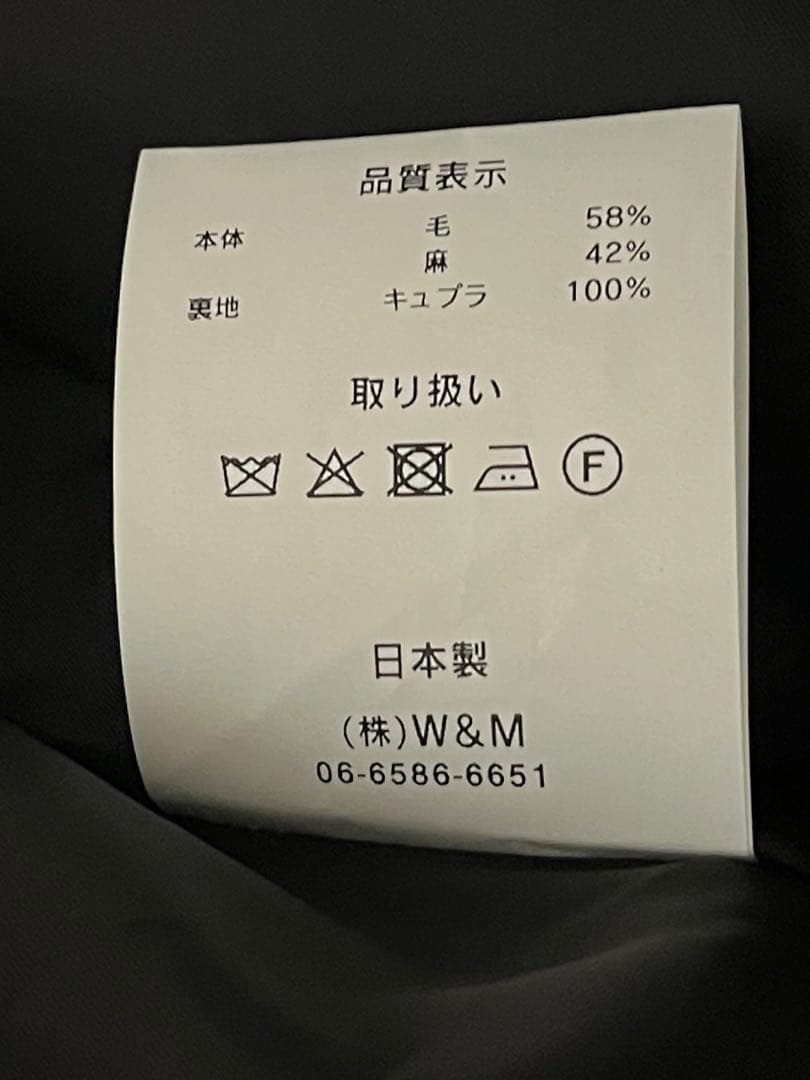 品質表示
本体 毛 58%
麻 42%
裏地 キュプラ 100%
取り扱い
F
日本製
(株)W&M
06-6586-6651